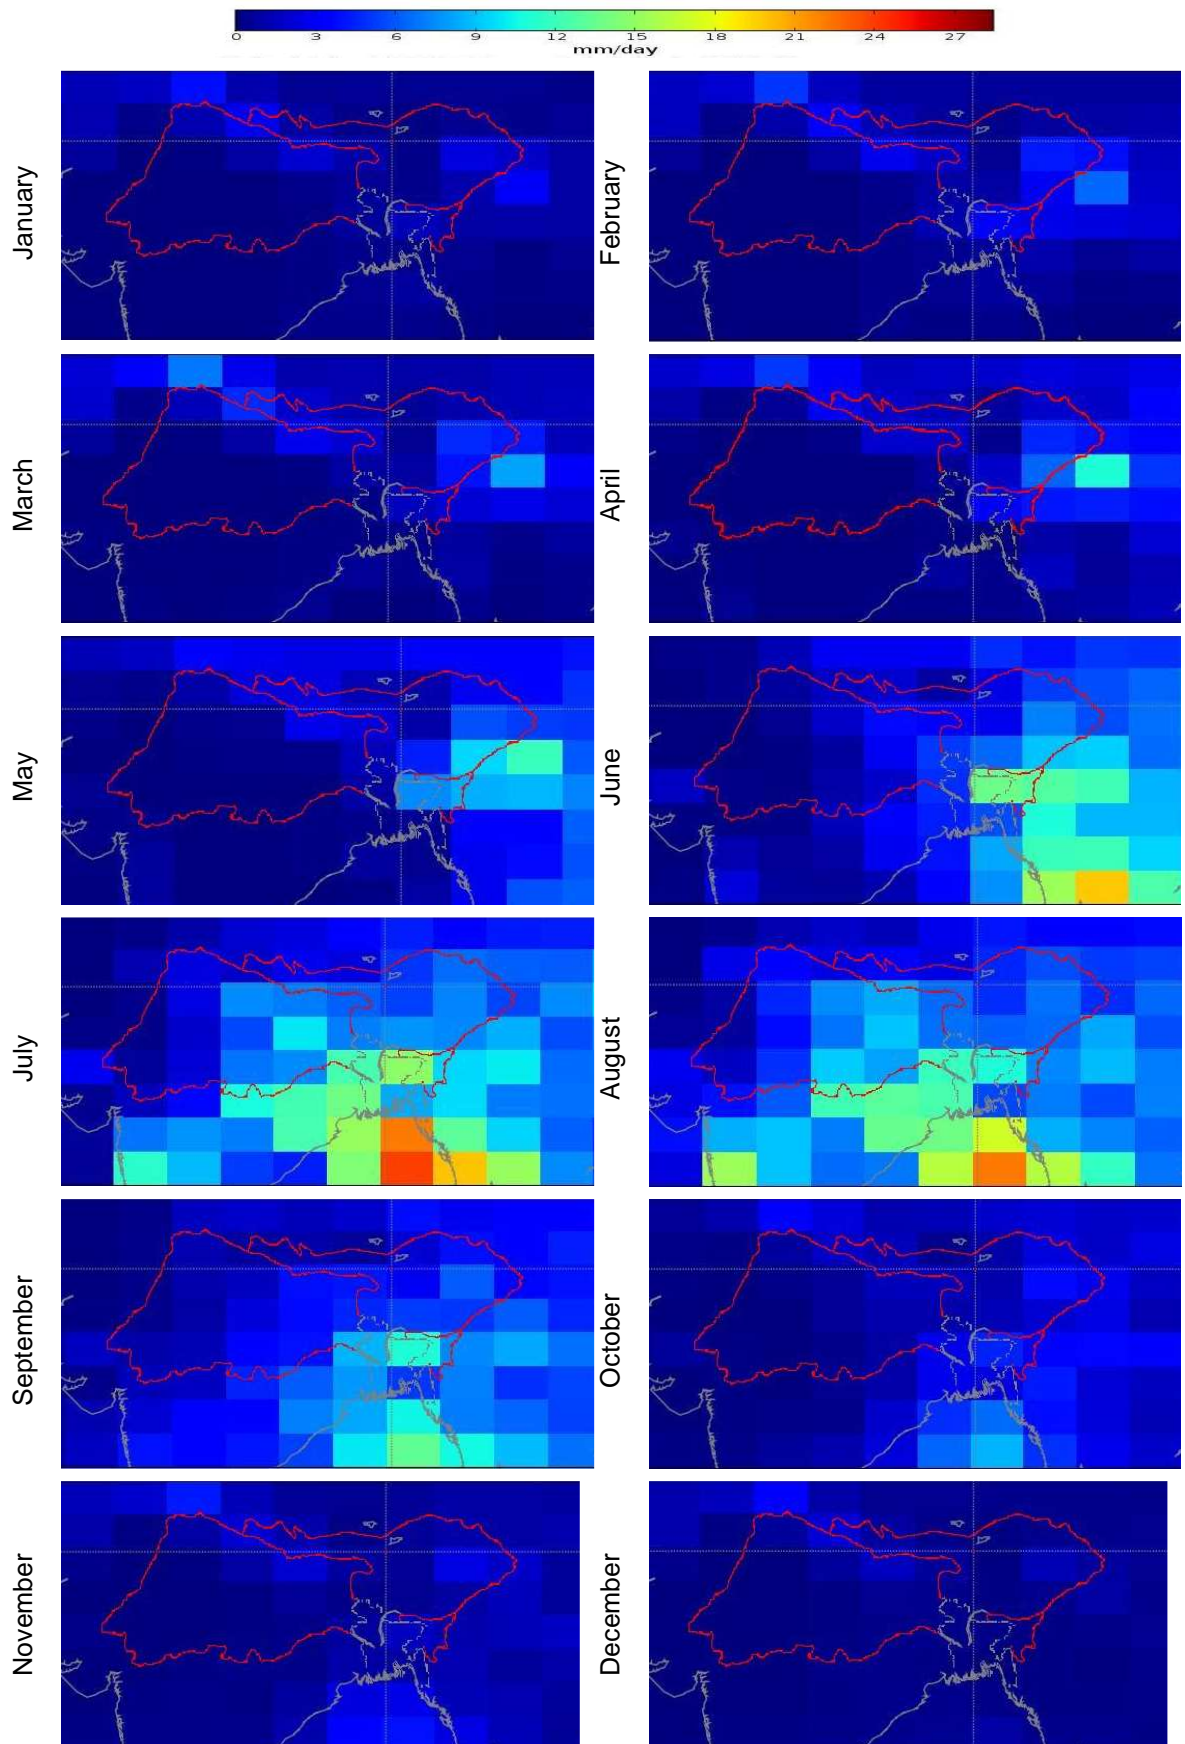 0 3 6 9 12 15 18 21 24 27
mm/day
January
February
March
April
May
June
July
August
September
October
November
December